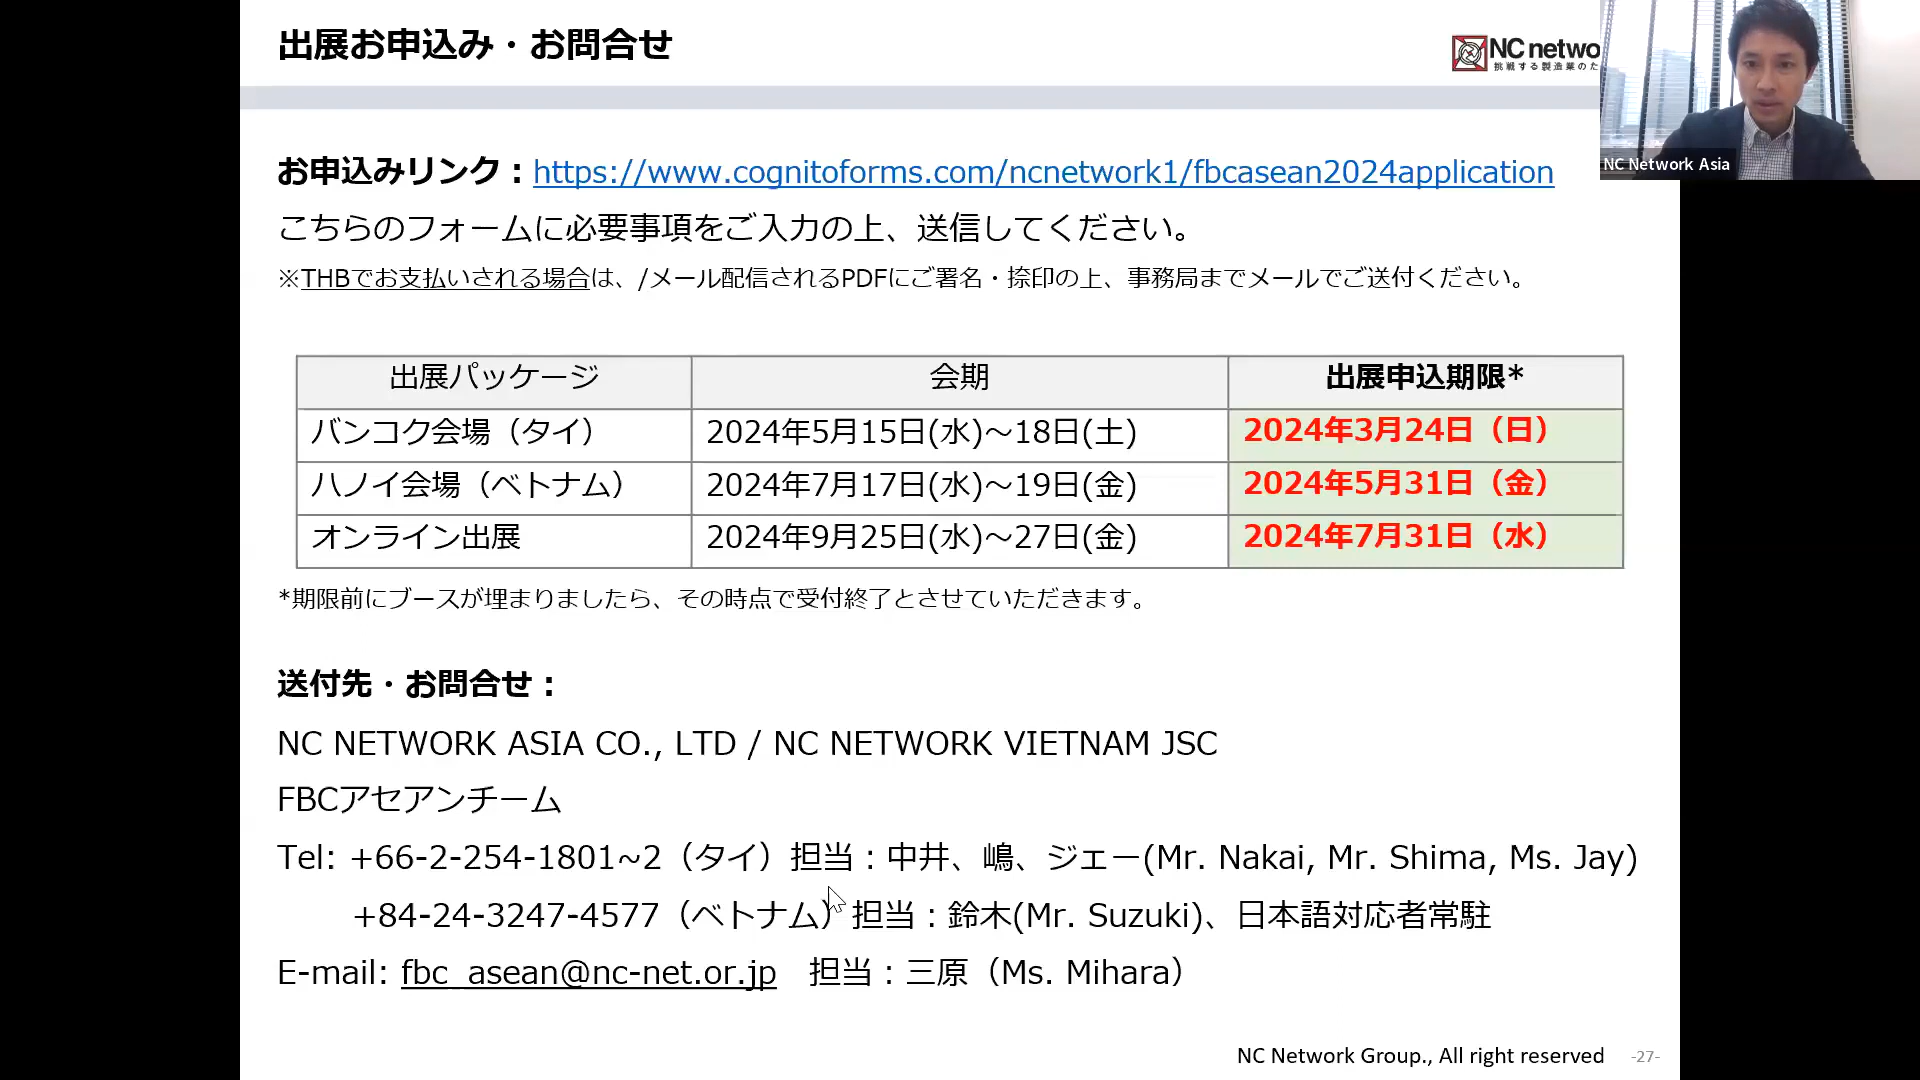 出展お申込み・お問合せ
NC netwo
挑戦する製造業のた
NC Network Asia
お申込みリンク：https://www.cognitoforms.com/ncnetwork1/fbcasean2024application
こちらのフォームに必要事項をご入力の上、送信してください。
※THBでお支払いされる場合は、/メール配信されるPDFにご署名・捺印の上、事務局までメールでご送付ください。
出展パッケージ 会期 出展申込期限*
バンコク会場（タイ） 2024年5月15日(水)～18日(土) 2024年3月24日（日）
ハノイ会場（ベトナム） 2024年7月17日(水)～19日(金) 2024年5月31日（金）
オンライン出展 2024年9月25日(水)～27日(金) 2024年7月31日（水）
*期限前にブースが埋まりましたら、その時点で受付終了とさせていただきます。
送付先・お問合せ：
NC NETWORK ASIA CO., LTD / NC NETWORK VIETNAM JSC
FBCアセアンチーム
Tel: +66-2-254-1801~2（タイ）担当：中井、嶋、ジェー(Mr. Nakai, Mr. Shima, Ms. Jay)
+84-24-3247-4577（ベトナム）担当：鈴木(Mr. Suzuki)、日本語対応者常駐
E-mail: fbc_asean@nc-net.or.jp　担当：三原（Ms. Mihara）
NC Network Group., All right reserved
-27-